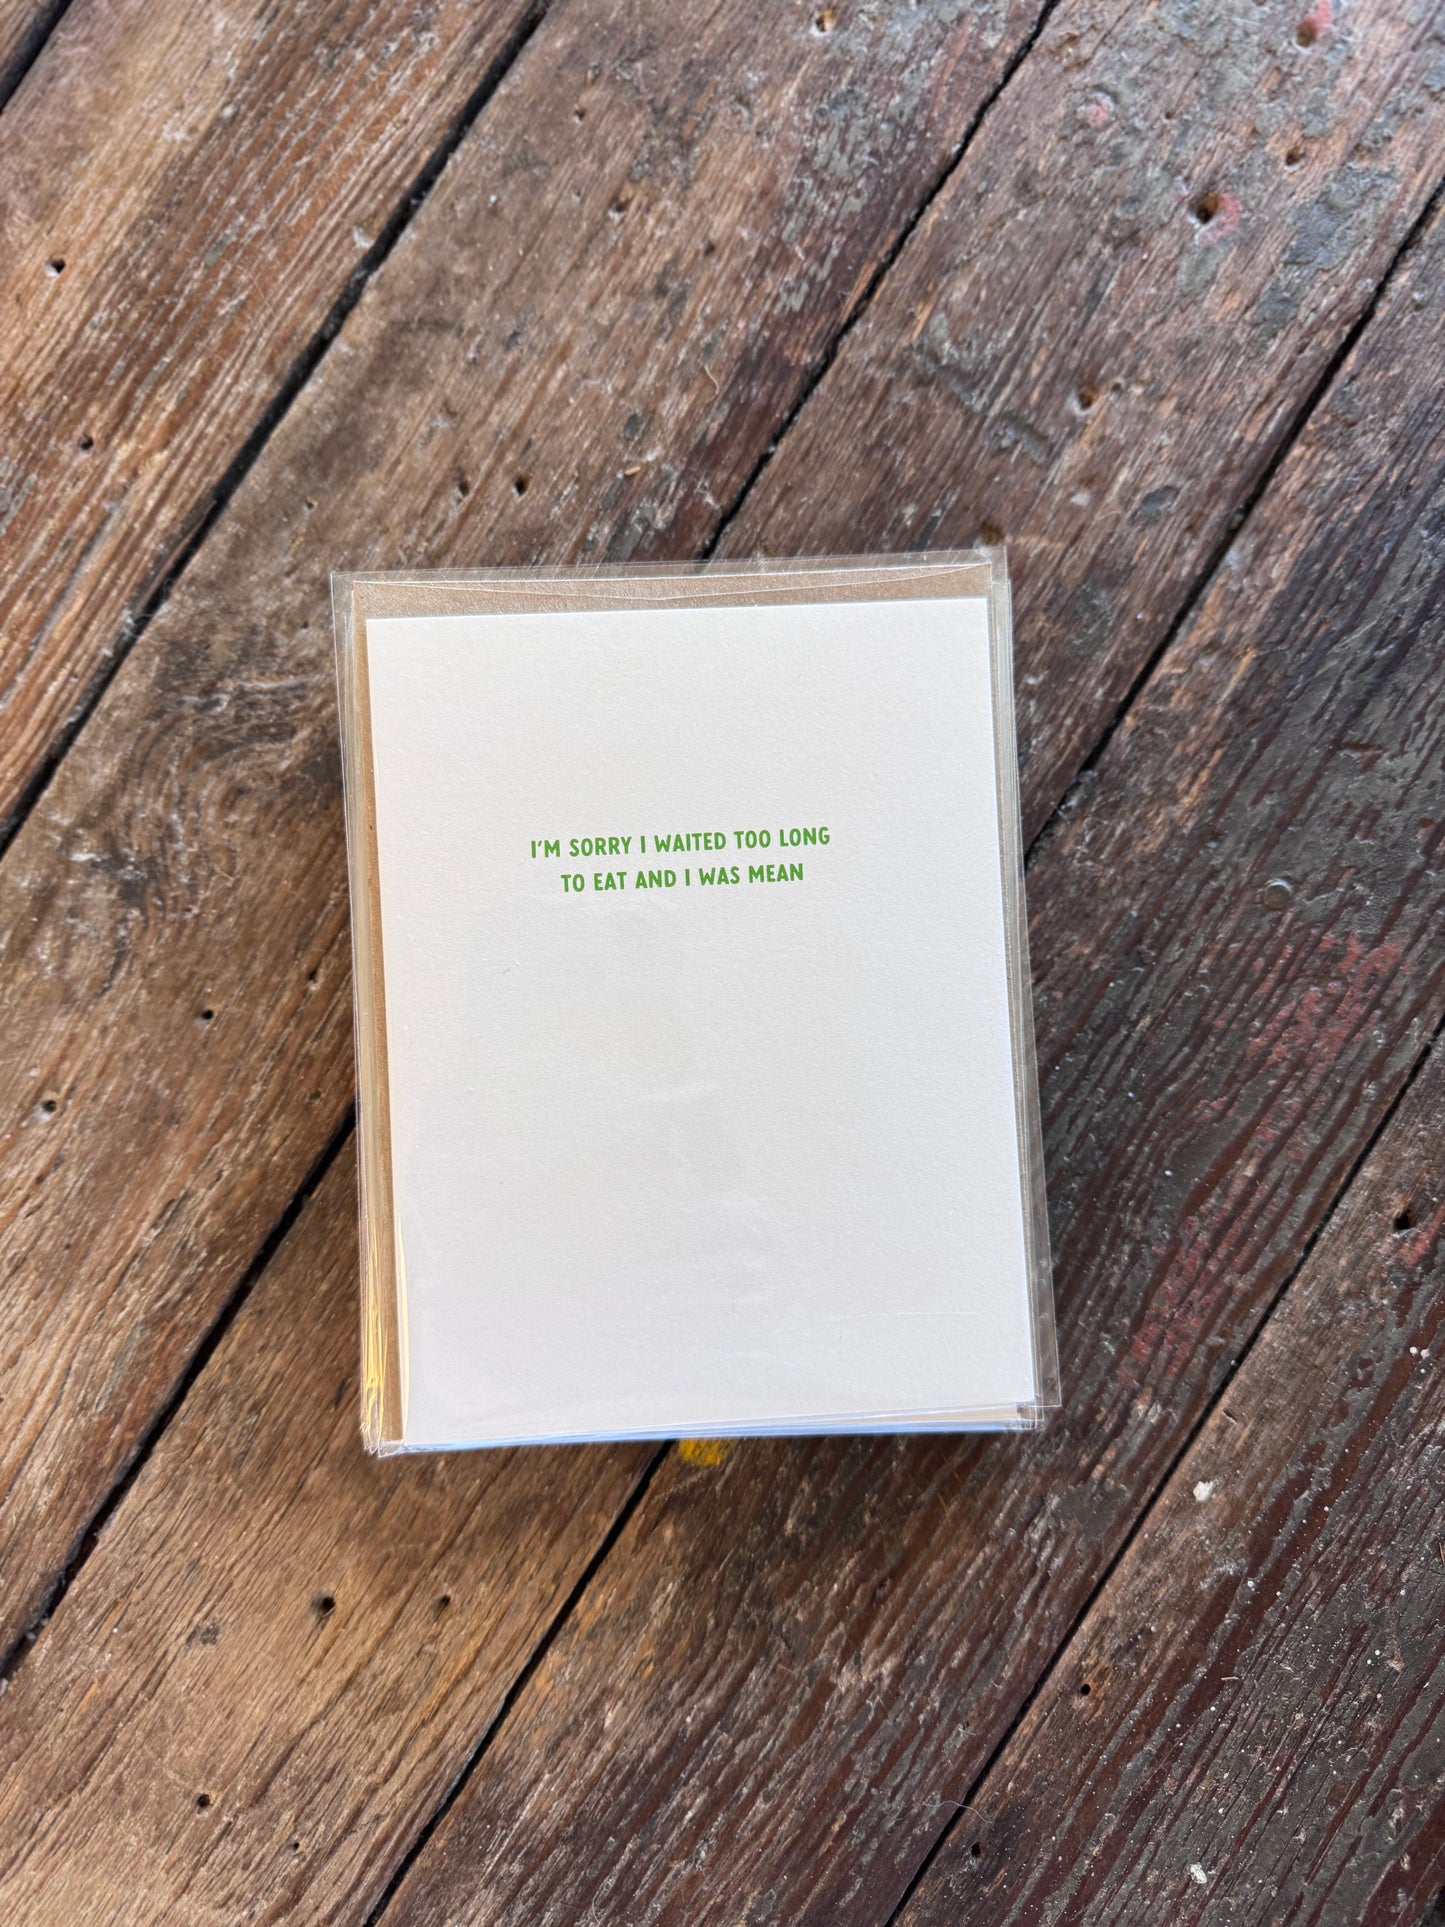 I'M SORRY I WAITED TOO LONG
TO EAT AND I WAS MEAN